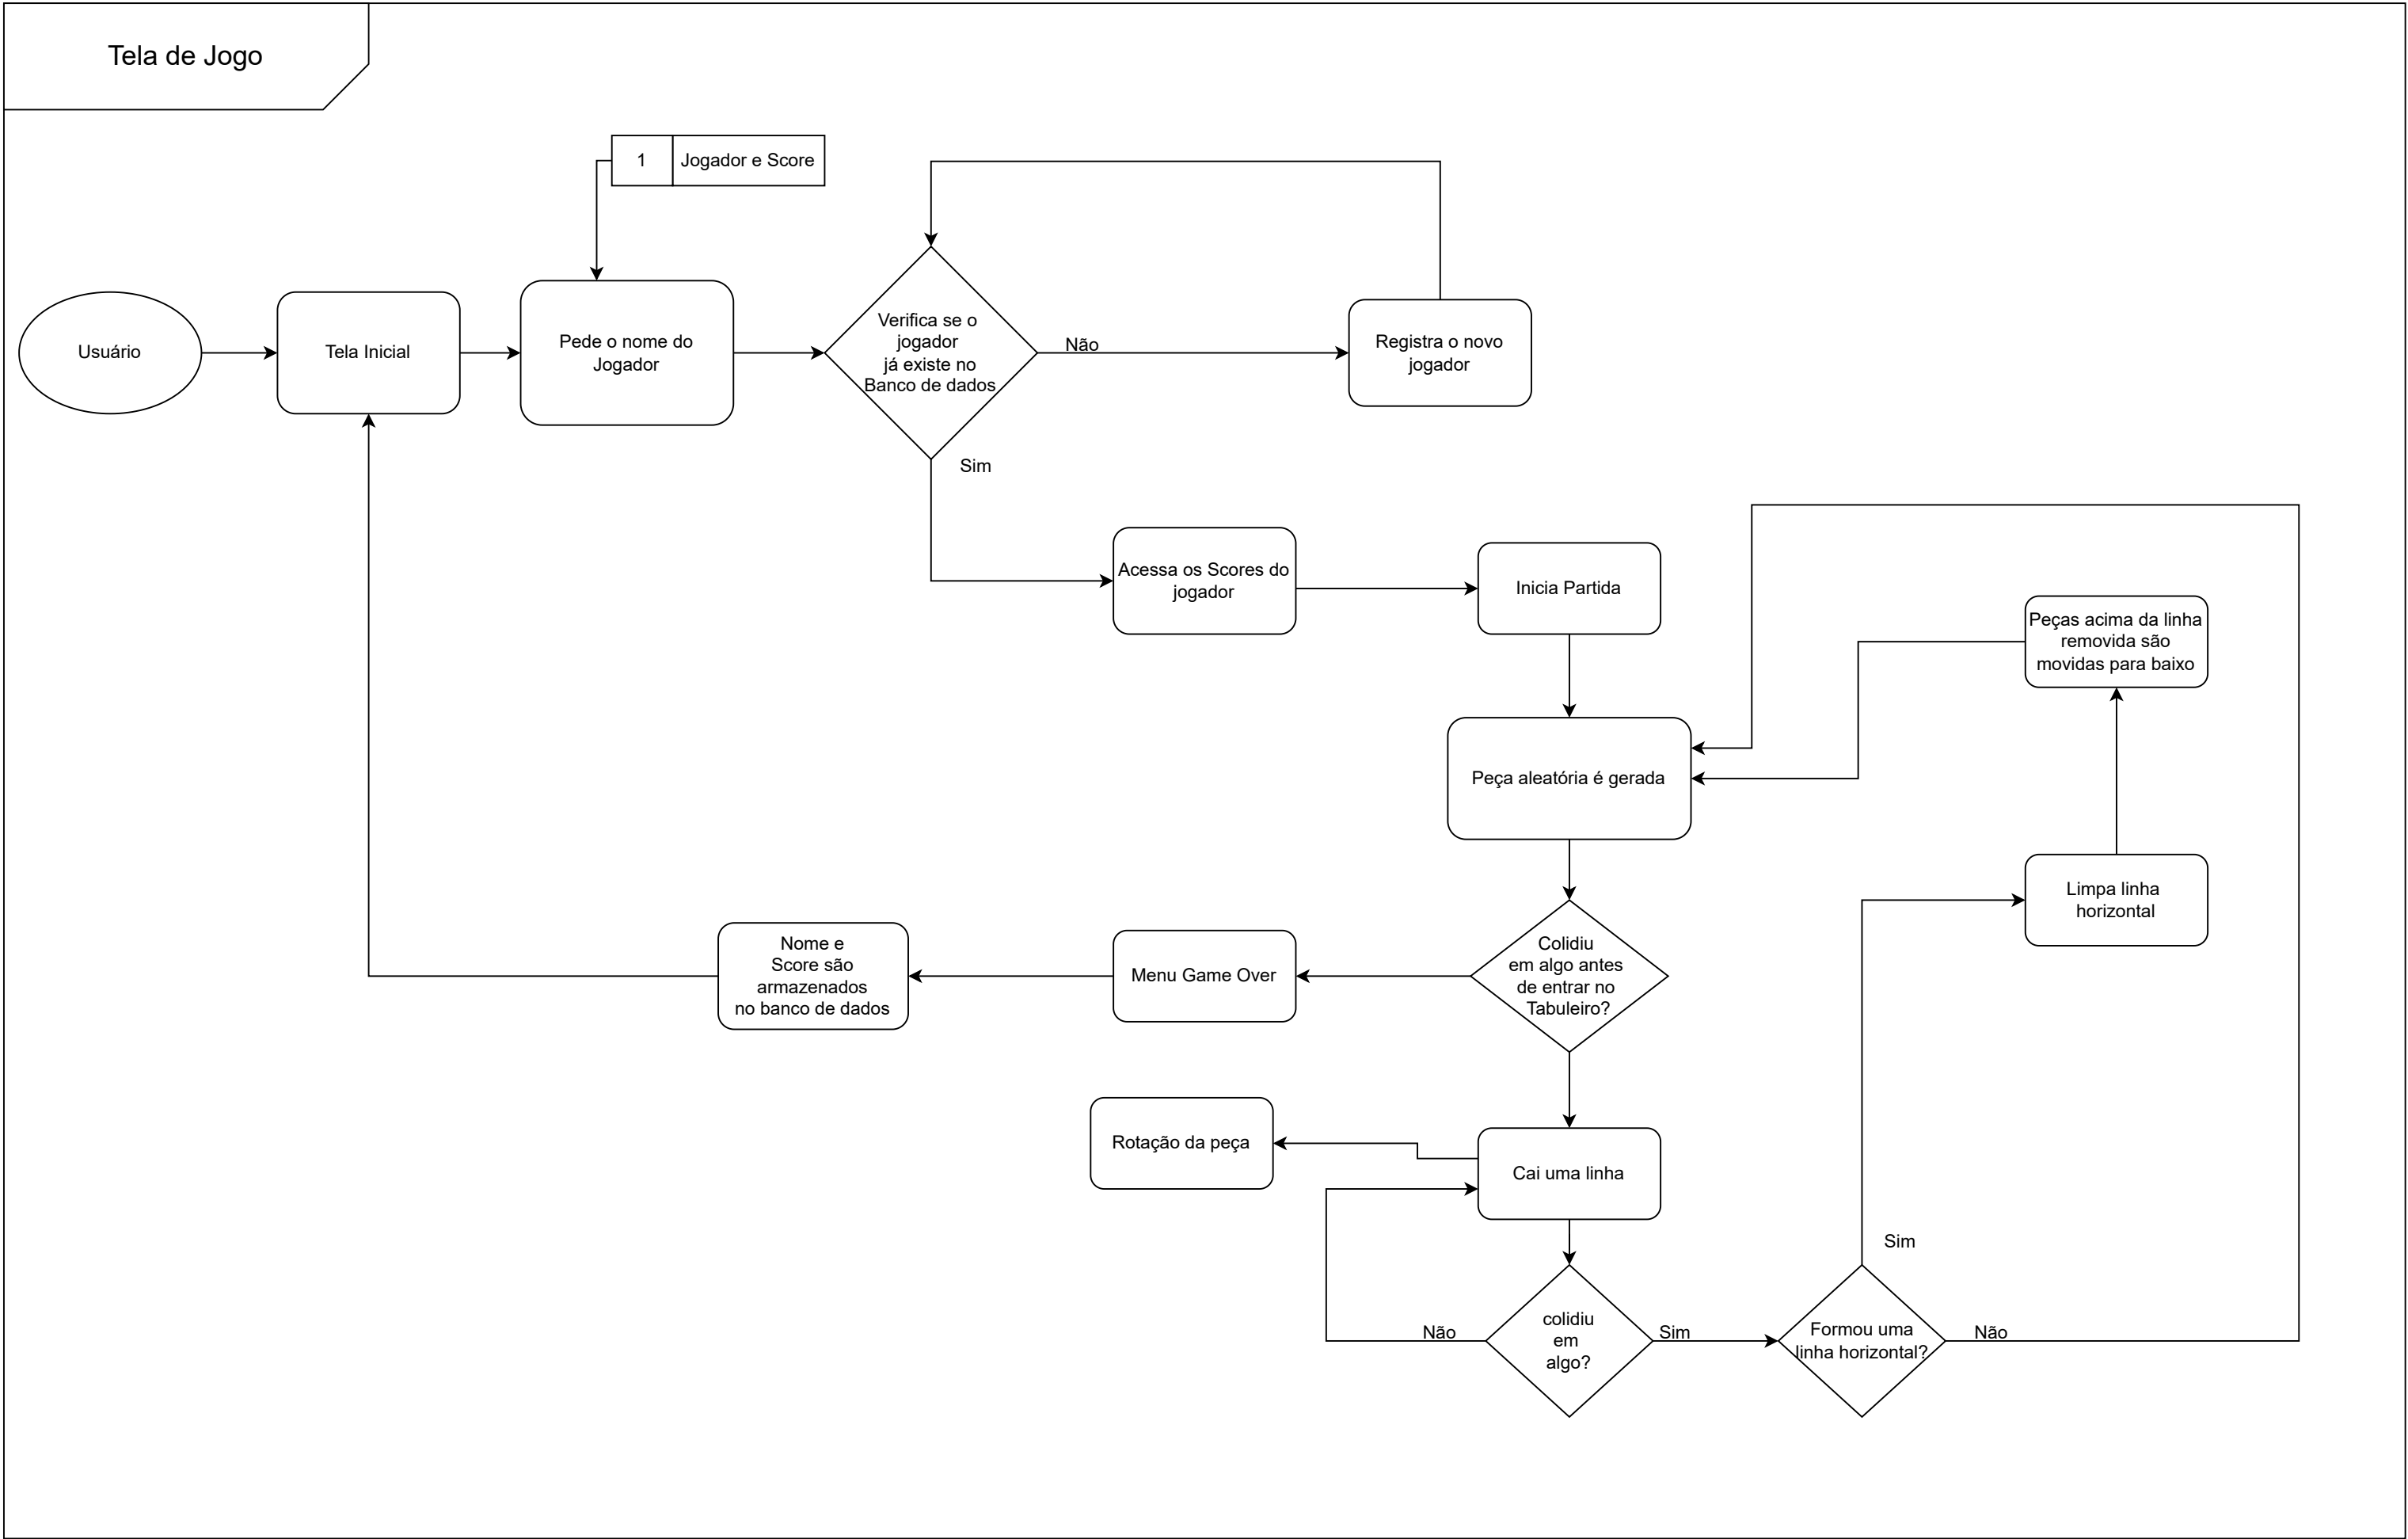 Tela de Jogo
1
Jogador e Score
Usuário
Tela Inicial
Pede o nome do
Jogador
Verifica se o
jogador
já existe no
Banco de dados
Não
Registra o novo
jogador
Sim
Acessa os Scores do
jogador
Inicia Partida
Peças acima da linha
removida são
movidas para baixo
Peça aleatória é gerada
Limpa linha
horizontal
Nome e
Score são
armazenados
no banco de dados
Menu Game Over
Colidiu
em algo antes
de entrar no
Tabuleiro?
Rotação da peça
Cai uma linha
Sim
Não
colidiu
em
algo?
Sim
Formou uma
linha horizontal?
Não